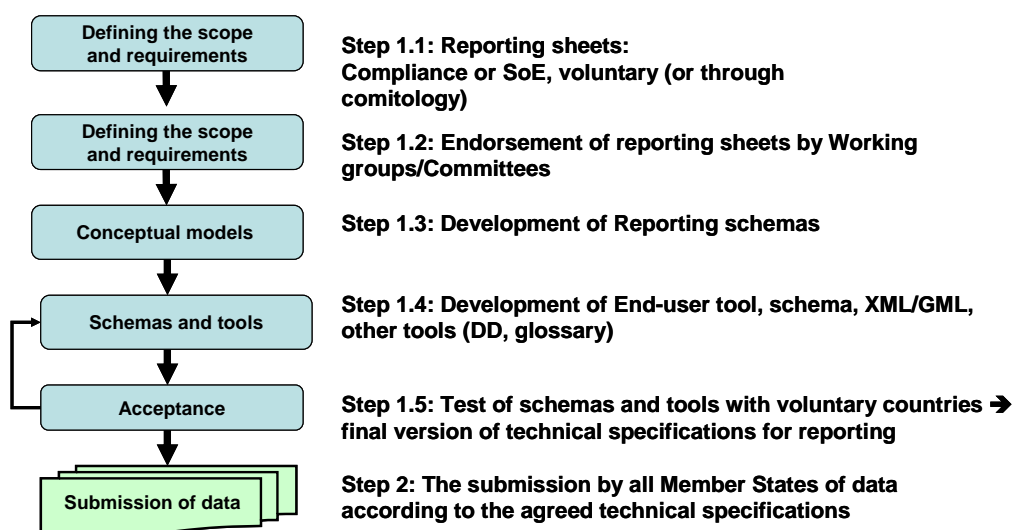 Defining the scope
and requirements
Step 1.1: Reporting sheets:
Compliance or SoE, voluntary (or through
comitology)
Defining the scope
and requirements
Step 1.2: Endorsement of reporting sheets by Working
groups/Committees
Conceptual models
Step 1.3: Development of Reporting schemas
Schemas and tools
Step 1.4: Development of End-user tool, schema, XML/GML,
other tools (DD, glossary)
Acceptance
Step 1.5: Test of schemas and tools with voluntary countries ➔
final version of technical specifications for reporting
Submission of data
Step 2: The submission by all Member States of data
according to the agreed technical specifications